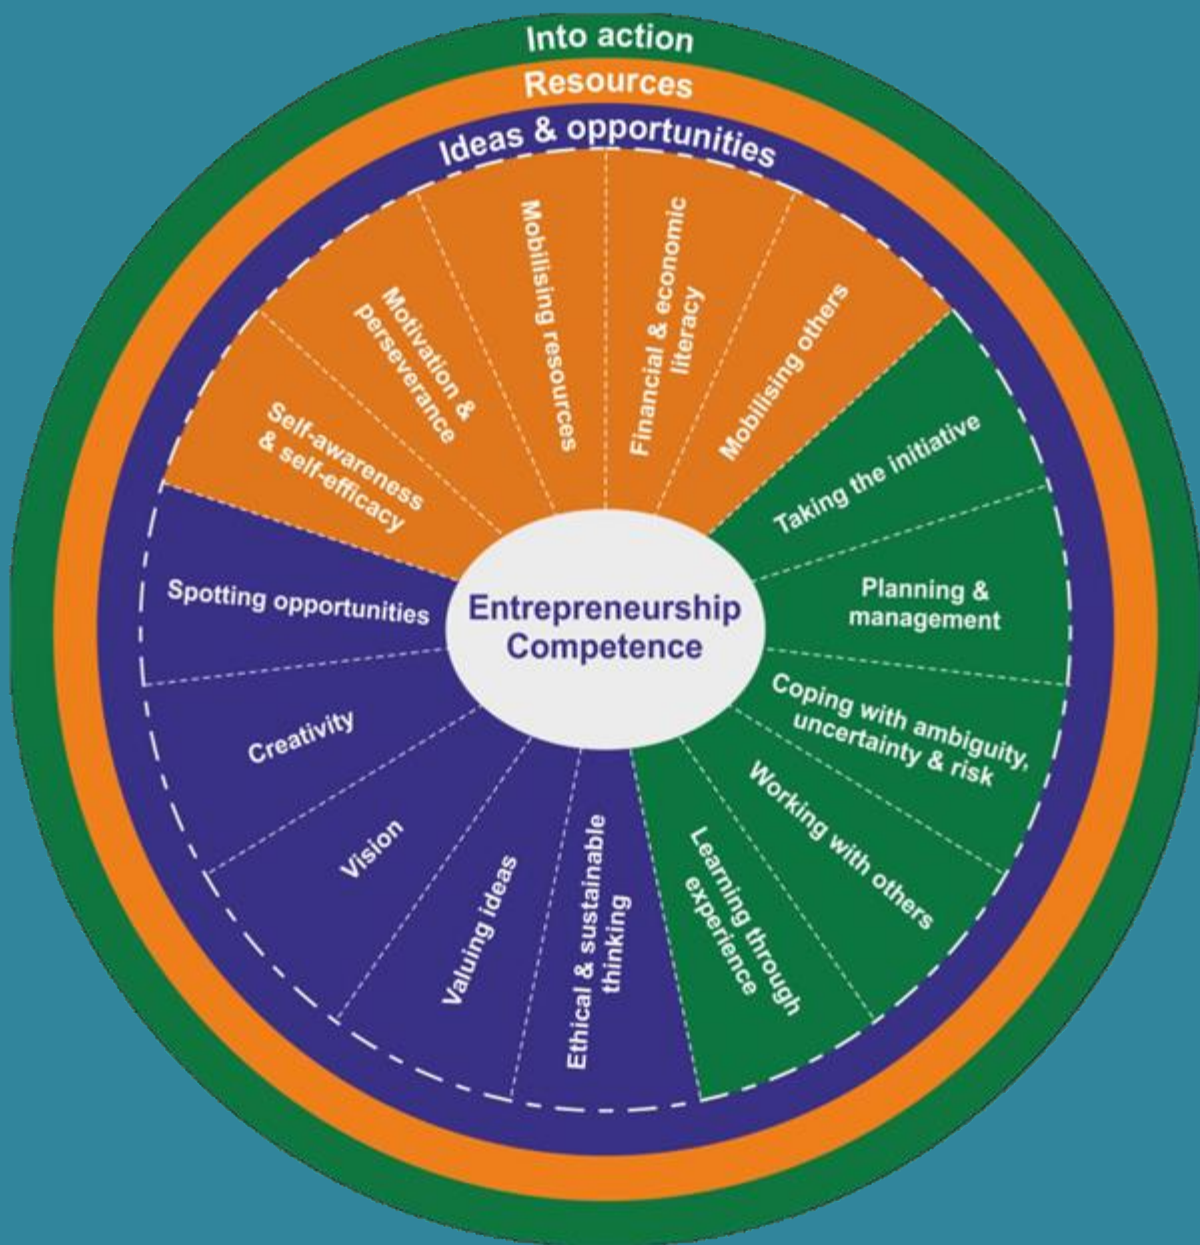 Into action
Resources
Ideas & opportunities
Mobilising resources
Financial & economic
literacy
Mobilising others
Taking the initiative
Planning &
management
Coping with ambiguity,
uncertainty & risk
Working with others
Learning through
experience
Ethical & sustainable
thinking
Valuing ideas
Vision
Creativity
Spotting opportunities
Self-awareness
& self-efficacy
Motivation &
perseverance
Entrepreneurship
Competence